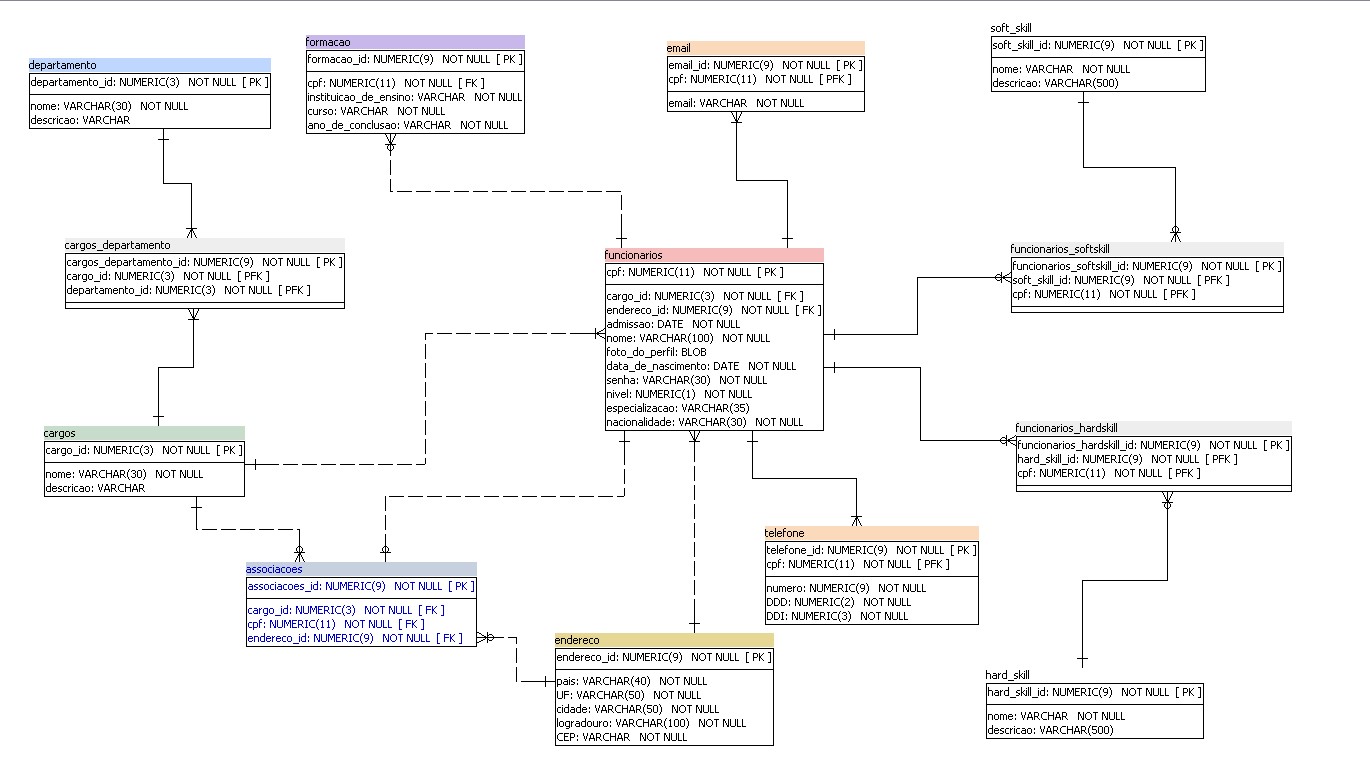 departamento
departamento_id: NUMERIC(3) NOT NULL [ PK ]
nome: VARCHAR(30) NOT NULL
descricao: VARCHAR
formacao
formacao_id: NUMERIC(9) NOT NULL [ PK ]
cpf: NUMERIC(11) NOT NULL [ FK ]
instituicao_de_ensino: VARCHAR NOT NULL
curso: VARCHAR NOT NULL
ano_de_conclusao: VARCHAR NOT NULL
email
email_id: NUMERIC(9) NOT NULL [ PK ]
cpf: NUMERIC(11) NOT NULL [ PFK ]
email: VARCHAR NOT NULL
soft_skill
soft_skill_id: NUMERIC(9) NOT NULL [ PK ]
nome: VARCHAR NOT NULL
descricao: VARCHAR(500)
cargos_departamento
cargos_departamento_id: NUMERIC(9) NOT NULL [ PK ]
cargo_id: NUMERIC(3) NOT NULL [ PFK ]
departamento_id: NUMERIC(3) NOT NULL [ PFK ]
funcionarios
cpf: NUMERIC(11) NOT NULL [ PK ]
cargo_id: NUMERIC(3) NOT NULL [ FK ]
endereco_id: NUMERIC(9) NOT NULL [ FK ]
admissao: DATE NOT NULL
nome: VARCHAR(100) NOT NULL
foto_do_perfil: BLOB
data_de_nascimento: DATE NOT NULL
senha: VARCHAR(30) NOT NULL
nivel: NUMERIC(1) NOT NULL
especializacao: VARCHAR(35)
nacionalidade: VARCHAR(30) NOT NULL
funcionarios_softskill
funcionarios_softskill_id: NUMERIC(9) NOT NULL [ PK ]
soft_skill_id: NUMERIC(9) NOT NULL [ PFK ]
cpf: NUMERIC(11) NOT NULL [ PFK ]
cargos
cargo_id: NUMERIC(3) NOT NULL [ PK ]
nome: VARCHAR(30) NOT NULL
descricao: VARCHAR
funcionarios_hardskill
funcionarios_hardskill_id: NUMERIC(9) NOT NULL [ PK ]
hard_skill_id: NUMERIC(9) NOT NULL [ PFK ]
cpf: NUMERIC(11) NOT NULL [ PFK ]
associacoes
associacoes_id: NUMERIC(9) NOT NULL [ PK ]
cargo_id: NUMERIC(3) NOT NULL [ FK ]
cpf: NUMERIC(11) NOT NULL [ FK ]
endereco_id: NUMERIC(9) NOT NULL [ FK ]
telefone
telefone_id: NUMERIC(9) NOT NULL [ PK ]
cpf: NUMERIC(11) NOT NULL [ PFK ]
numero: NUMERIC(9) NOT NULL
DDD: NUMERIC(2) NOT NULL
DDI: NUMERIC(3) NOT NULL
endereco
endereco_id: NUMERIC(9) NOT NULL [ PK ]
pais: VARCHAR(40) NOT NULL
UF: VARCHAR(50) NOT NULL
cidade: VARCHAR(50) NOT NULL
logradouro: VARCHAR(100) NOT NULL
CEP: VARCHAR NOT NULL
hard_skill
hard_skill_id: NUMERIC(9) NOT NULL [ PK ]
nome: VARCHAR NOT NULL
descricao: VARCHAR(500)